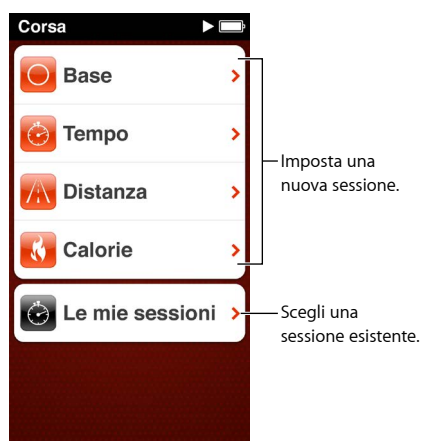 Corsa
Base
Tempo
Distanza
Calorie
Le mie sessioni
Imposta una
nuova sessione.
Scegli una
sessione esistente.